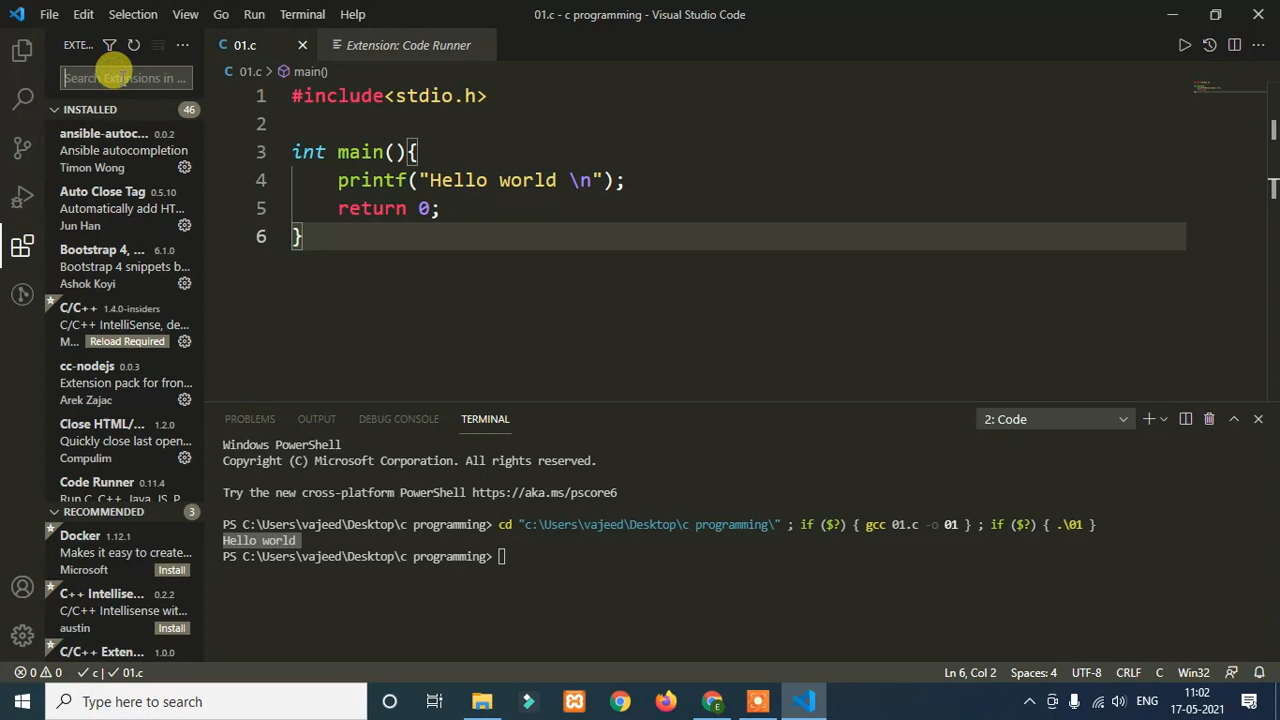 File Edit Selection View Go Run Terminal Help
01.c - c programming - Visual Studio Code
EXTE...
01.c
Extension: Code Runner
Search Extensions in ...
01.c > main()
INSTALLED 46
ansible-autoc... 0.0.2
Ansible autocompletion
Timon Wong
Auto Close Tag 0.5.10
Automatically add HT...
Jun Han
Bootstrap 4, ... 6.1.0
Bootstrap 4 snippets b...
Ashok Koyi
C/C++ 1.4.0-insiders
C/C++ IntelliSense, de...
M... Reload Required
cc-nodejs 0.0.3
Extension pack for fron...
Arek Zajac
Close HTML/... 1.2.0
Quickly close last open...
Compulim
Code Runner 0.11.4
Run C, C++, Java, JS, P...
RECOMMENDED 3
Docker 1.12.1
Makes it easy to create...
Microsoft Install
C++ Intellise... 0.2.2
C/C++ Intellisense wit...
austin Install
C/C++ Exten... 1.0.0
1 #include<stdio.h>
2
3 int main(){
4 printf("Hello world \n");
5 return 0;
6 }
PROBLEMS OUTPUT DEBUG CONSOLE TERMINAL
2: Code
Windows PowerShell
Copyright (C) Microsoft Corporation. All rights reserved.
Try the new cross-platform PowerShell https://aka.ms/pscore6
PS C:\Users\vajeed\Desktop\c programming> cd "c:\Users\vajeed\Desktop\c programming\" ; if ($?) { gcc 01.c -o 01 } ; if ($?) { .\01 }
Hello world
PS C:\Users\vajeed\Desktop\c programming>
0 0 c | 01.c
Ln 6, Col 2 Spaces: 4 UTF-8 CRLF C Win32
Type here to search
E
ENG
11:02
17-05-2021